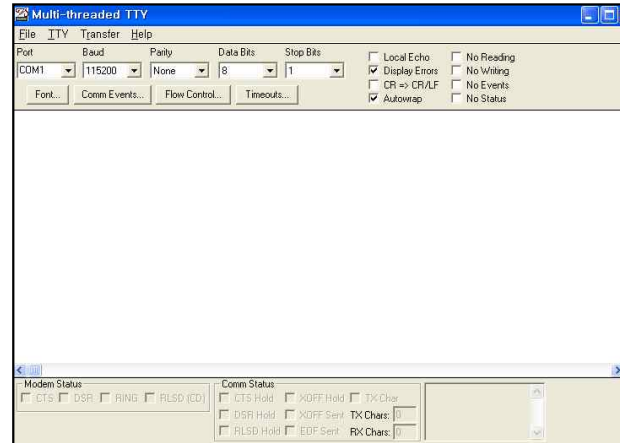 Multi-threaded TTY
File TTY Transfer Help
Port Baud Parity Data Bits Stop Bits
COM1 115200 None 8 1
Font... Comm Events... Flow Control... Timeouts...
Local Echo No Reading
Display Errors No Writing
CR => CR/LF No Events
Autowrap No Status
Modem Status
CTS DSR RING RLSD (CD)
Comm Status
CTS Hold XOFF Hold TX Char
DSR Hold XOFF Sent TX Chars: 0
RLSD Hold EOF Sent RX Chars: 0